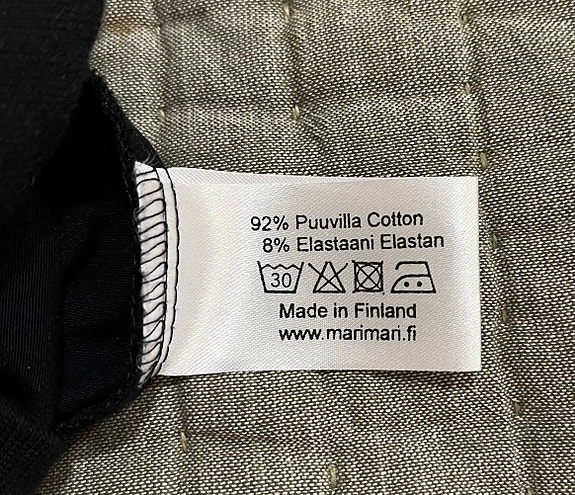 92% Puuvilla Cotton
8% Elastaani Elastan
30
Made in Finland
www.marimari.fi